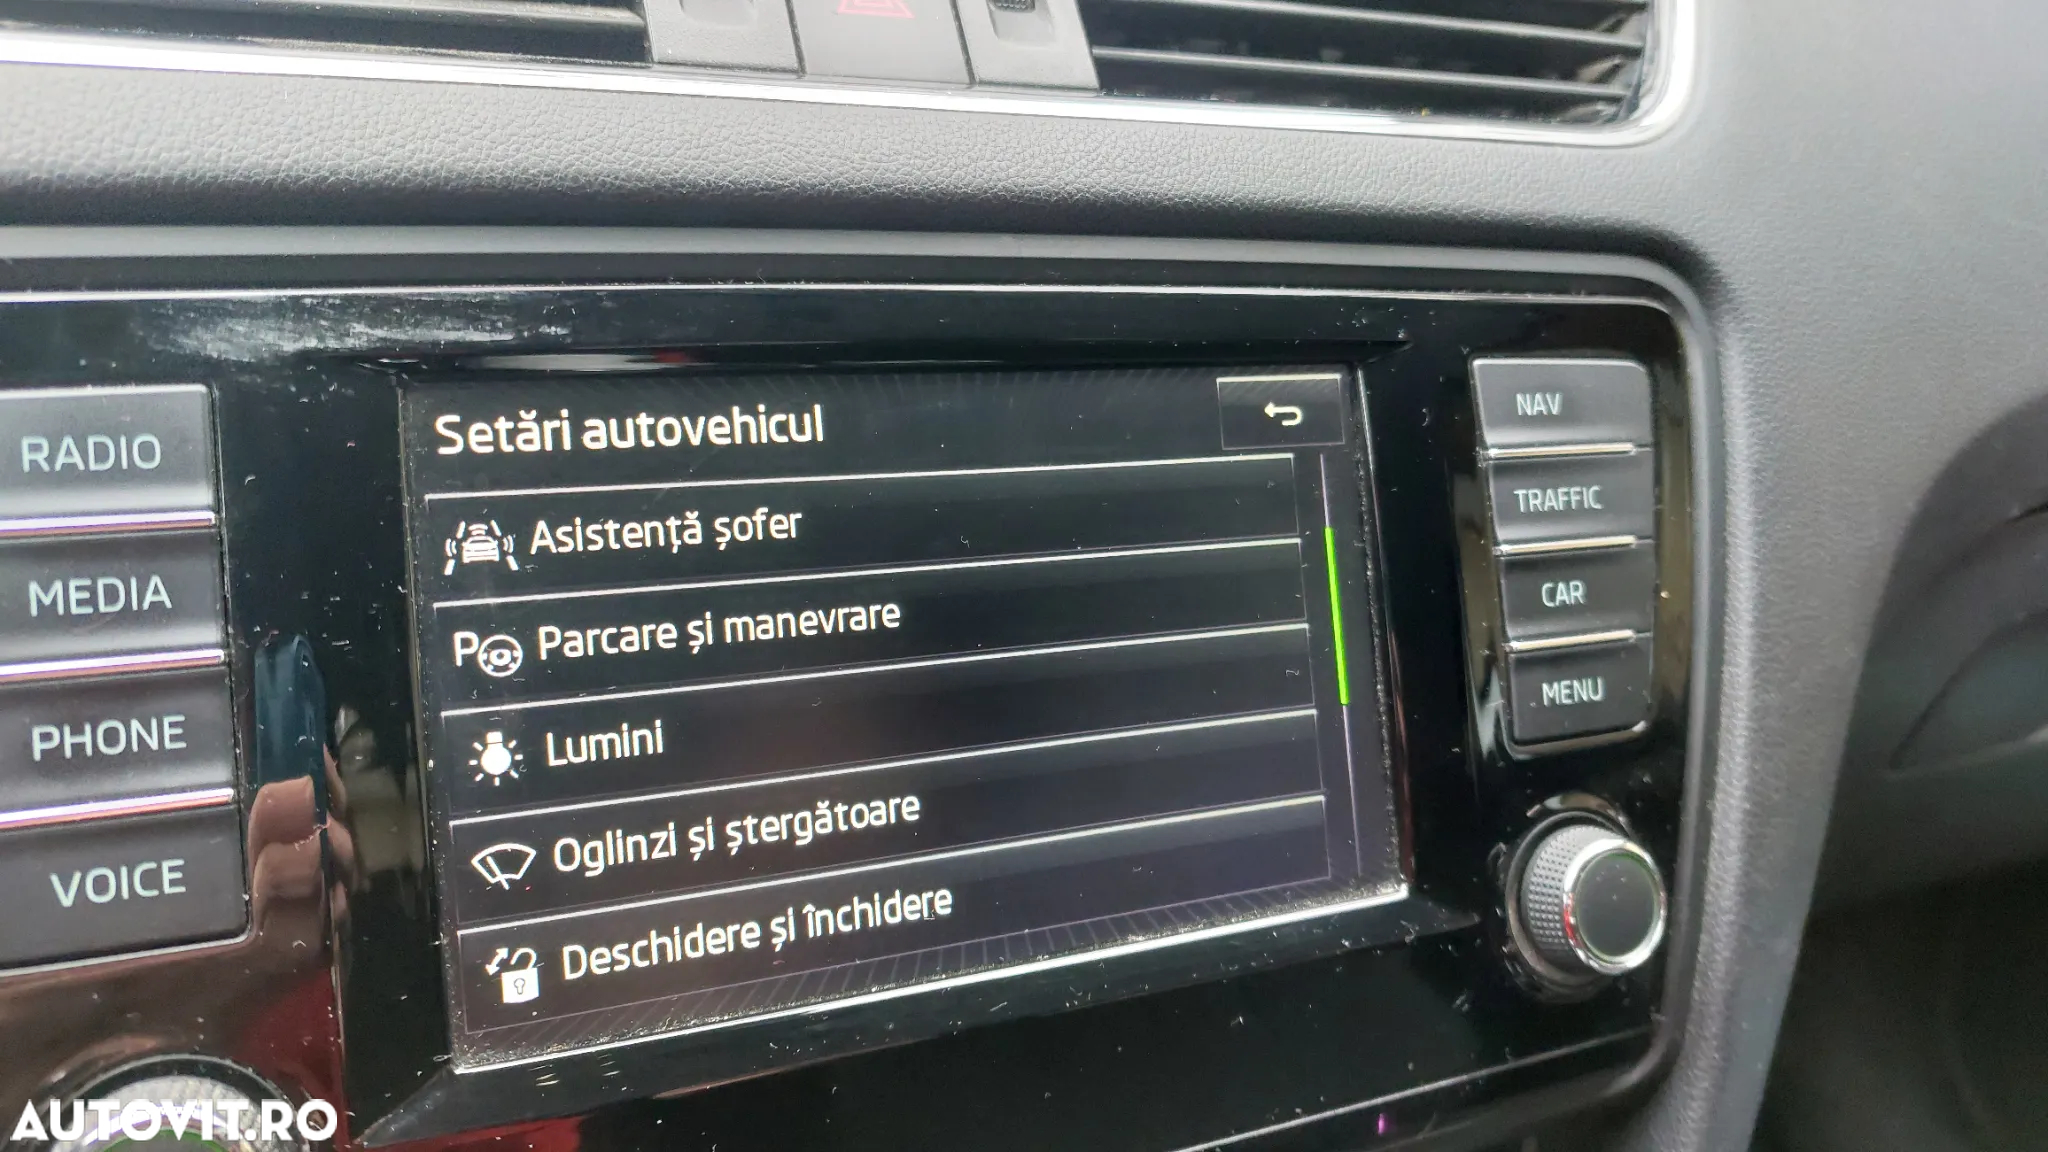 Setări autovehicul
Asistență șofer
P Parcare și manevrare
Lumini
Oglinzi și ștergătoare
Deschidere și închidere
RADIO
MEDIA
PHONE
VOICE
NAV
TRAFFIC
CAR
MENU
AUTOVIT.RO